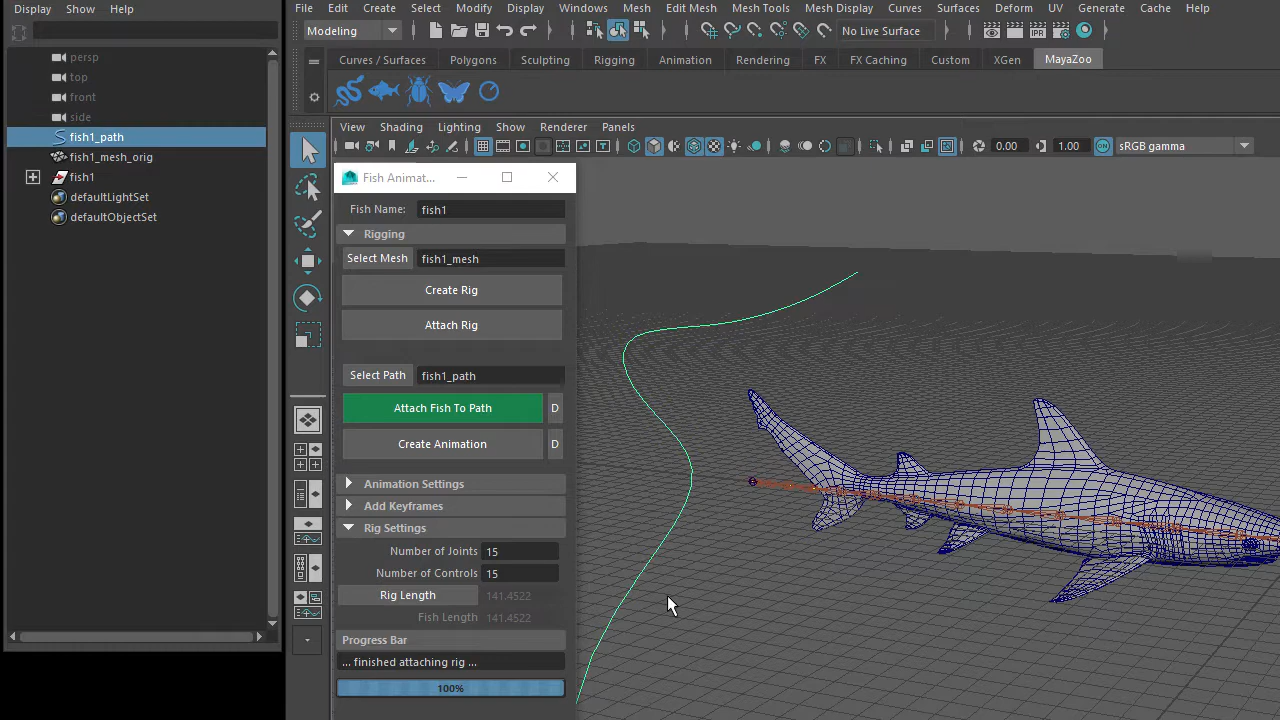 Display Show Help
persp
top
front
side
fish1_path
fish1_mesh_orig
fish1
defaultLightSet
defaultObjectSet
File Edit Create Select Modify Display Windows Mesh Edit Mesh Mesh Tools Mesh Display Curves Surfaces Deform UV Generate Cache Help
Modeling
No Live Surface
Curves / Surfaces Polygons Sculpting Rigging Animation Rendering FX FX Caching Custom XGen MayaZoo
View Shading Lighting Show Renderer Panels
0.00 1.00 ON sRGB gamma
Fish Animat...
Fish Name: fish1
Rigging
Select Mesh fish1_mesh
Create Rig
Attach Rig
Select Path fish1_path
Attach Fish To Path D
Create Animation D
Animation Settings
Add Keyframes
Rig Settings
Number of Joints 15
Number of Controls 15
Rig Length 141.4522
Fish Length 141.4522
Progress Bar
... finished attaching rig ...
100%